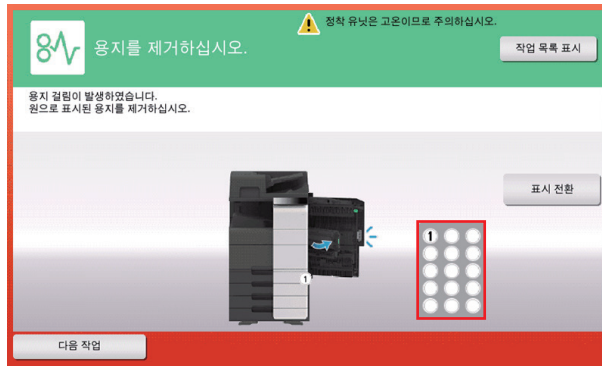 정착 유닛은 고온이므로 주의하십시오.
용지를 제거하십시오.
작업 목록 표시
용지 걸림이 발생하였습니다.
원으로 표시된 용지를 제거하십시오.
표시 전환
1
1
다음 작업